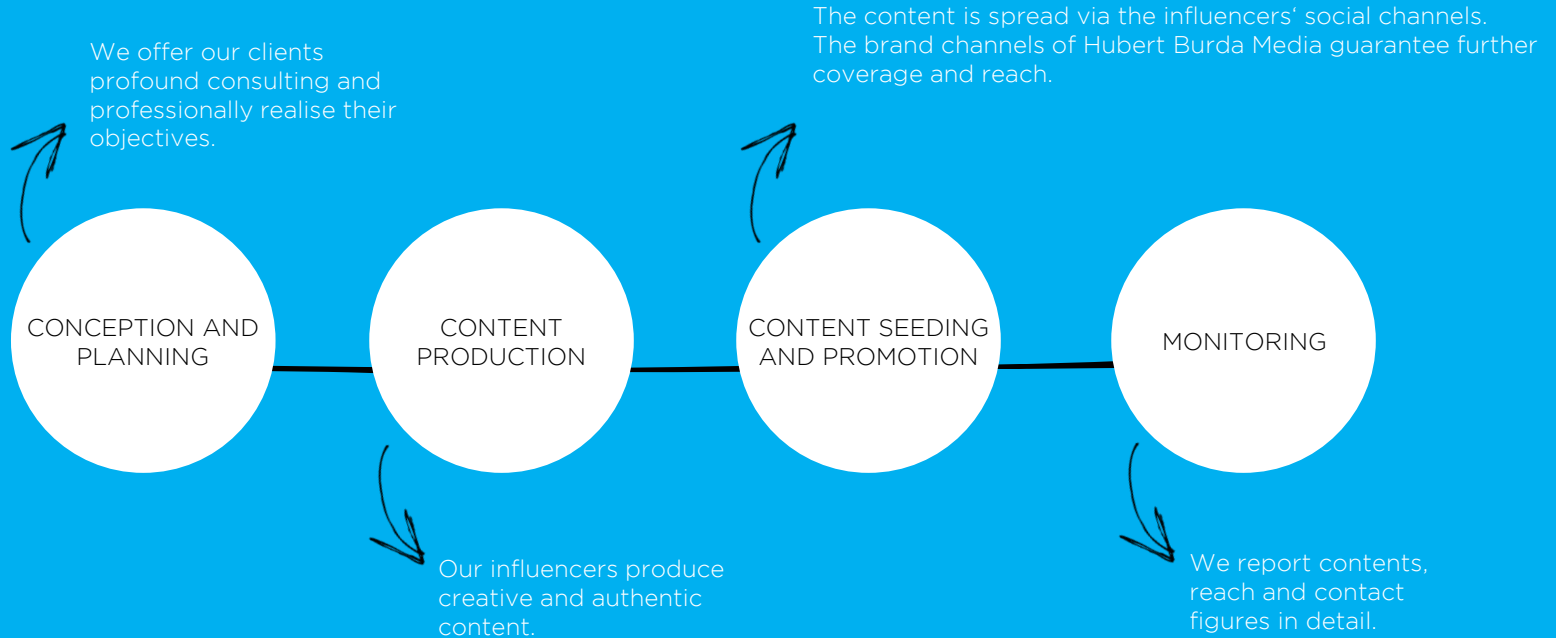 The content is spread via the influencers‘ social channels.
The brand channels of Hubert Burda Media guarantee further
coverage and reach.
We offer our clients
profound consulting and
professionally realise their
objectives.
CONCEPTION AND
PLANNING
CONTENT
PRODUCTION
CONTENT SEEDING
AND PROMOTION
MONITORING
Our influencers produce
creative and authentic
content.
We report contents,
reach and contact
figures in detail.